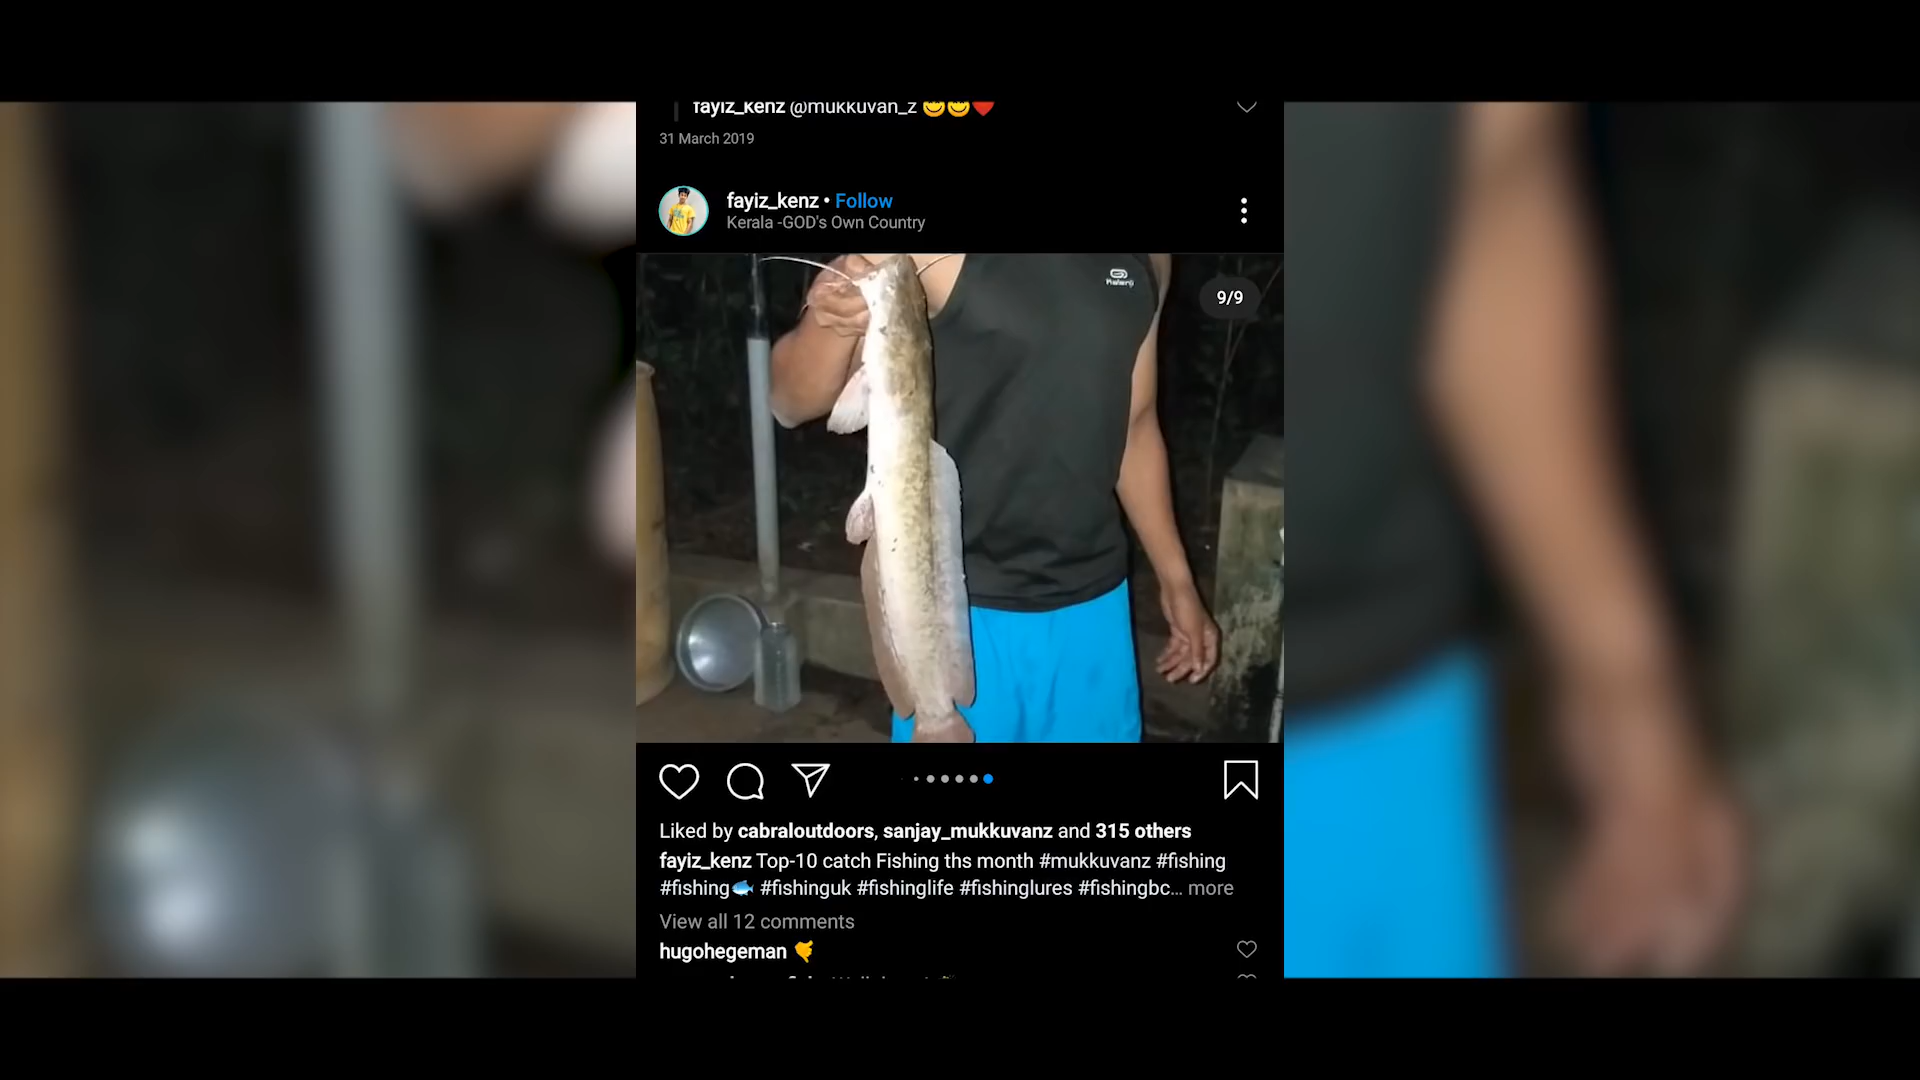 fayiz_kenz @mukkuvan_z 😊😊❤️
31 March 2019
fayiz_kenz • Follow
Kerala -GOD's Own Country
9/9
Liked by cabraloutdoors, sanjay_mukkuvanz and 315 others
fayiz_kenz Top-10 catch Fishing ths month #mukkuvanz #fishing
#fishing🐟 #fishinguk #fishinglife #fishinglures #fishingbc... more
View all 12 comments
hugohegeman 🤙